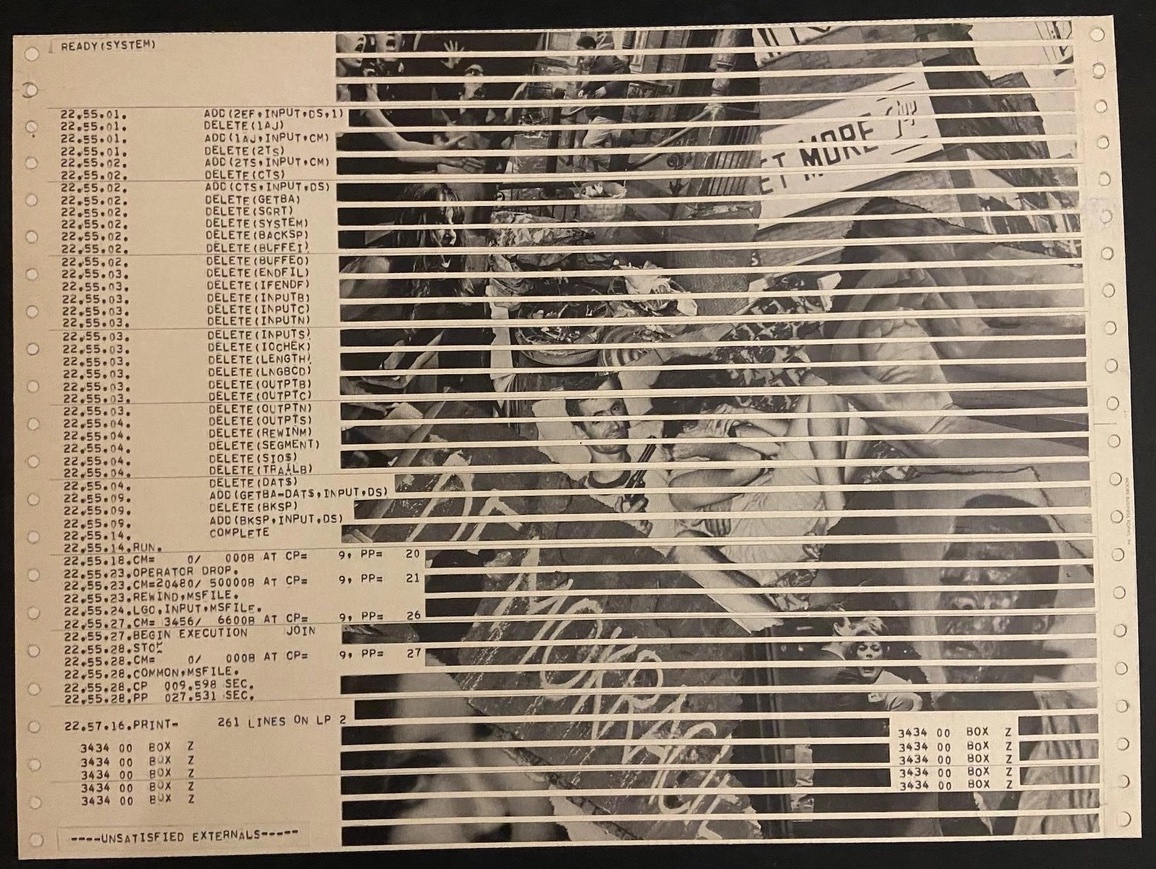 READY(SYSTEM)
22.55.01. ADD(2EF,INPUT,DS,1)
22.55.01. DELETE(1AJ)
22.55.01. ADD(1AJ,INPUT,CM)
22.55.01. DELETE(2TS)
22.55.02. ADD(2TS,INPUT,CM)
22.55.02. DELETE(CTS)
22.55.02. ADD(CTS,INPUT,DS)
22.55.02. DELETE(GETBA)
22.55.02. DELETE(SQRT)
22.55.02. DELETE(SYSTEM)
22.55.02. DELETE(BACKSP)
22.55.02. DELETE(BUFFEI)
22.55.02. DELETE(BUFFEO)
22.55.03. DELETE(ENDFIL)
22.55.03. DELETE(IFENDF)
22.55.03. DELETE(INPUTB)
22.55.03. DELETE(INPUTC)
22.55.03. DELETE(INPUTN)
22.55.03. DELETE(INPUTS)
22.55.03. DELETE(IOCHEK)
22.55.03. DELETE(LENGTH)
22.55.03. DELETE(LNGBCD)
22.55.03. DELETE(OUTPTB)
22.55.03. DELETE(OUTPTC)
22.55.03. DELETE(OUTPTN)
22.55.04. DELETE(OUTPTS)
22.55.04. DELETE(REWINM)
22.55.04. DELETE(SEGMENT)
22.55.04. DELETE(SIO$)
22.55.04. DELETE(TRAILB)
22.55.04. DELETE(DAT$)
22.55.09. ADD(GETBA-DAT$,INPUT,DS)
22.55.09. DELETE(BKSP)
22.55.09. ADD(BKSP,INPUT,DS)
22.55.14. COMPLETE
22.55.14.RUN.
22.55.18.CM= 0/ 000B AT CP= 9, PP= 20
22.55.23.OPERATOR DROP.
22.55.23.CM=20480/ 50000B AT CP= 9, PP= 21
22.55.23.REWIND,MSFILE.
22.55.24.LGO,INPUT,MSFILE.
22.55.27.CM= 3456/ 6600B AT CP= 9, PP= 26
22.55.27.BEGIN EXECUTION JOIN
22.55.28.STOP
22.55.28.CM= 0/ 000B AT CP= 9, PP= 27
22.55.28.COMMON,MSFILE.
22.55.28.CP 009.598 SEC.
22.55.28.PP 027.531 SEC.
22.57.16.PRINT- 261 LINES ON LP 2
3434 00 BOX Z
3434 00 BOX Z
3434 00 BOX Z
3434 00 BOX Z
3434 00 BOX Z
----UNSATISFIED EXTERNALS-----
ET MORE
ET MORE
3434 00 BOX Z
3434 00 BOX Z
3434 00 BOX Z
3434 00 BOX Z
3434 00 BOX Z